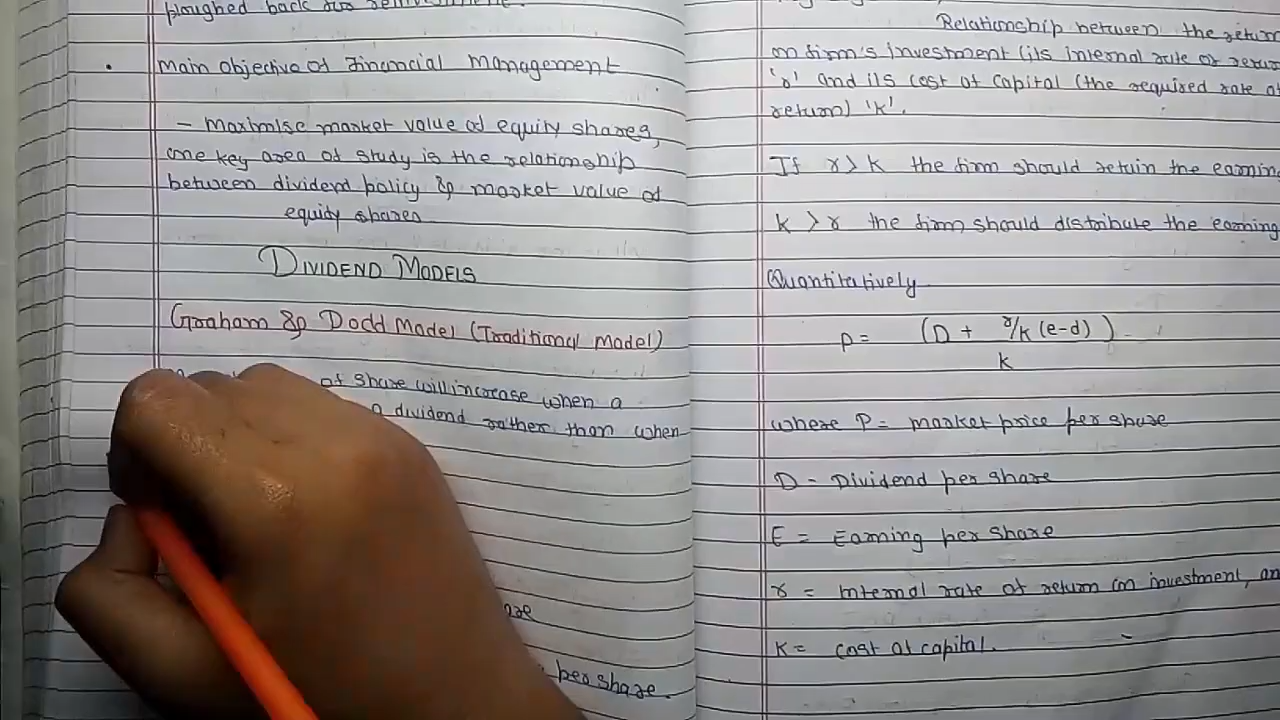 ploughed back
Main Objective of Financial Management
- Maximise market value of equity shares,
one key area of study is the relationship
between dividend policy & market value of
equity shares
DIVIDEND MODELS
Graham & Dodd Model (Traditional Model)
of share will increase when a
a dividend rather than when
per share.
Relationship between the return
on firm's investment (its internal rate of return
'r' and its cost of capital (the required rate of
return) 'k'.
If r > k the firm should retain the earning
k > r the firm should distribute the earning
Quantitatively
P = (D + r/k (e-d))
k
where P = market price per share
D - Dividend per share
E = Earning per share
r = Internal rate of return on investment, an
K = cost of capital.